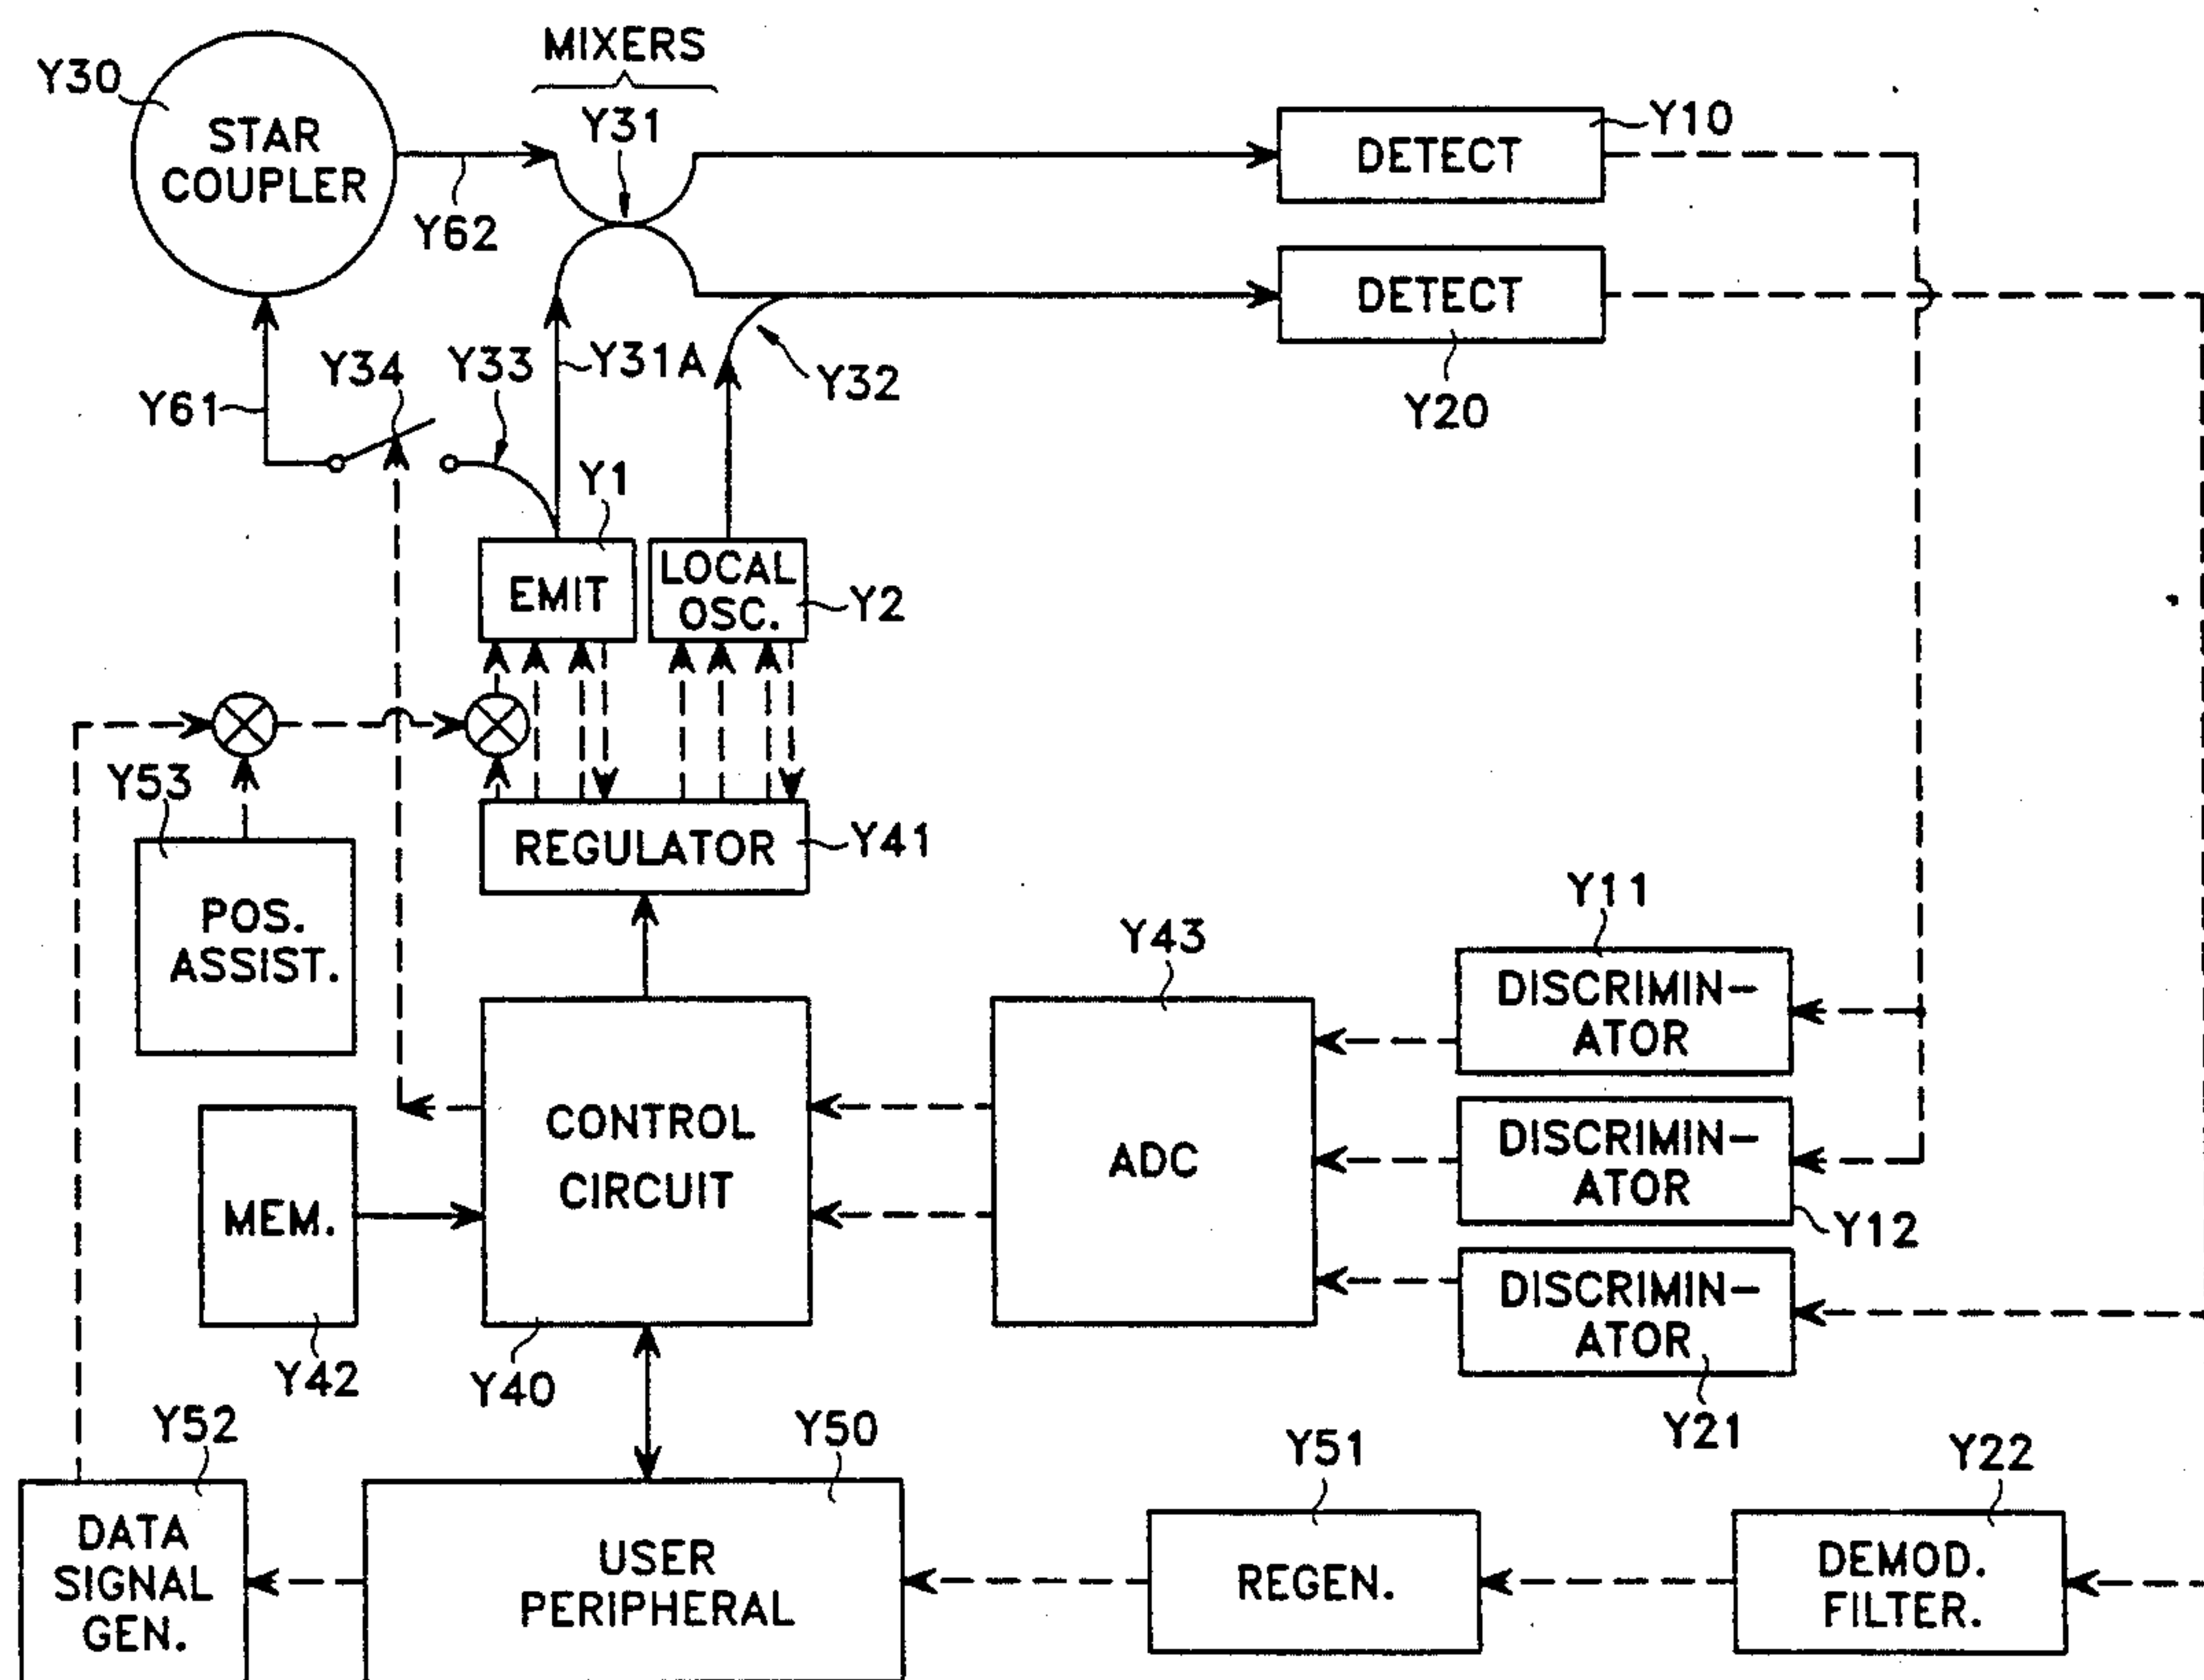 MIXERS
Y30
STAR
COUPLER
Y31
Y10
DETECT
Y62
DETECT
Y20
Y34
Y33
Y31A
Y32
Y61
Y1
EMIT
LOCAL
OSC.
Y2
Y53
REGULATOR
Y41
POS.
ASSIST.
Y43
Y11
DISCRIMIN-
ATOR
CONTROL
CIRCUIT
ADC
DISCRIMIN-
ATOR
Y12
MEM.
DISCRIMIN-
ATOR
Y42
Y40
Y21
Y52
Y50
Y51
Y22
DATA
SIGNAL
GEN.
USER
PERIPHERAL
REGEN.
DEMOD.
FILTER.